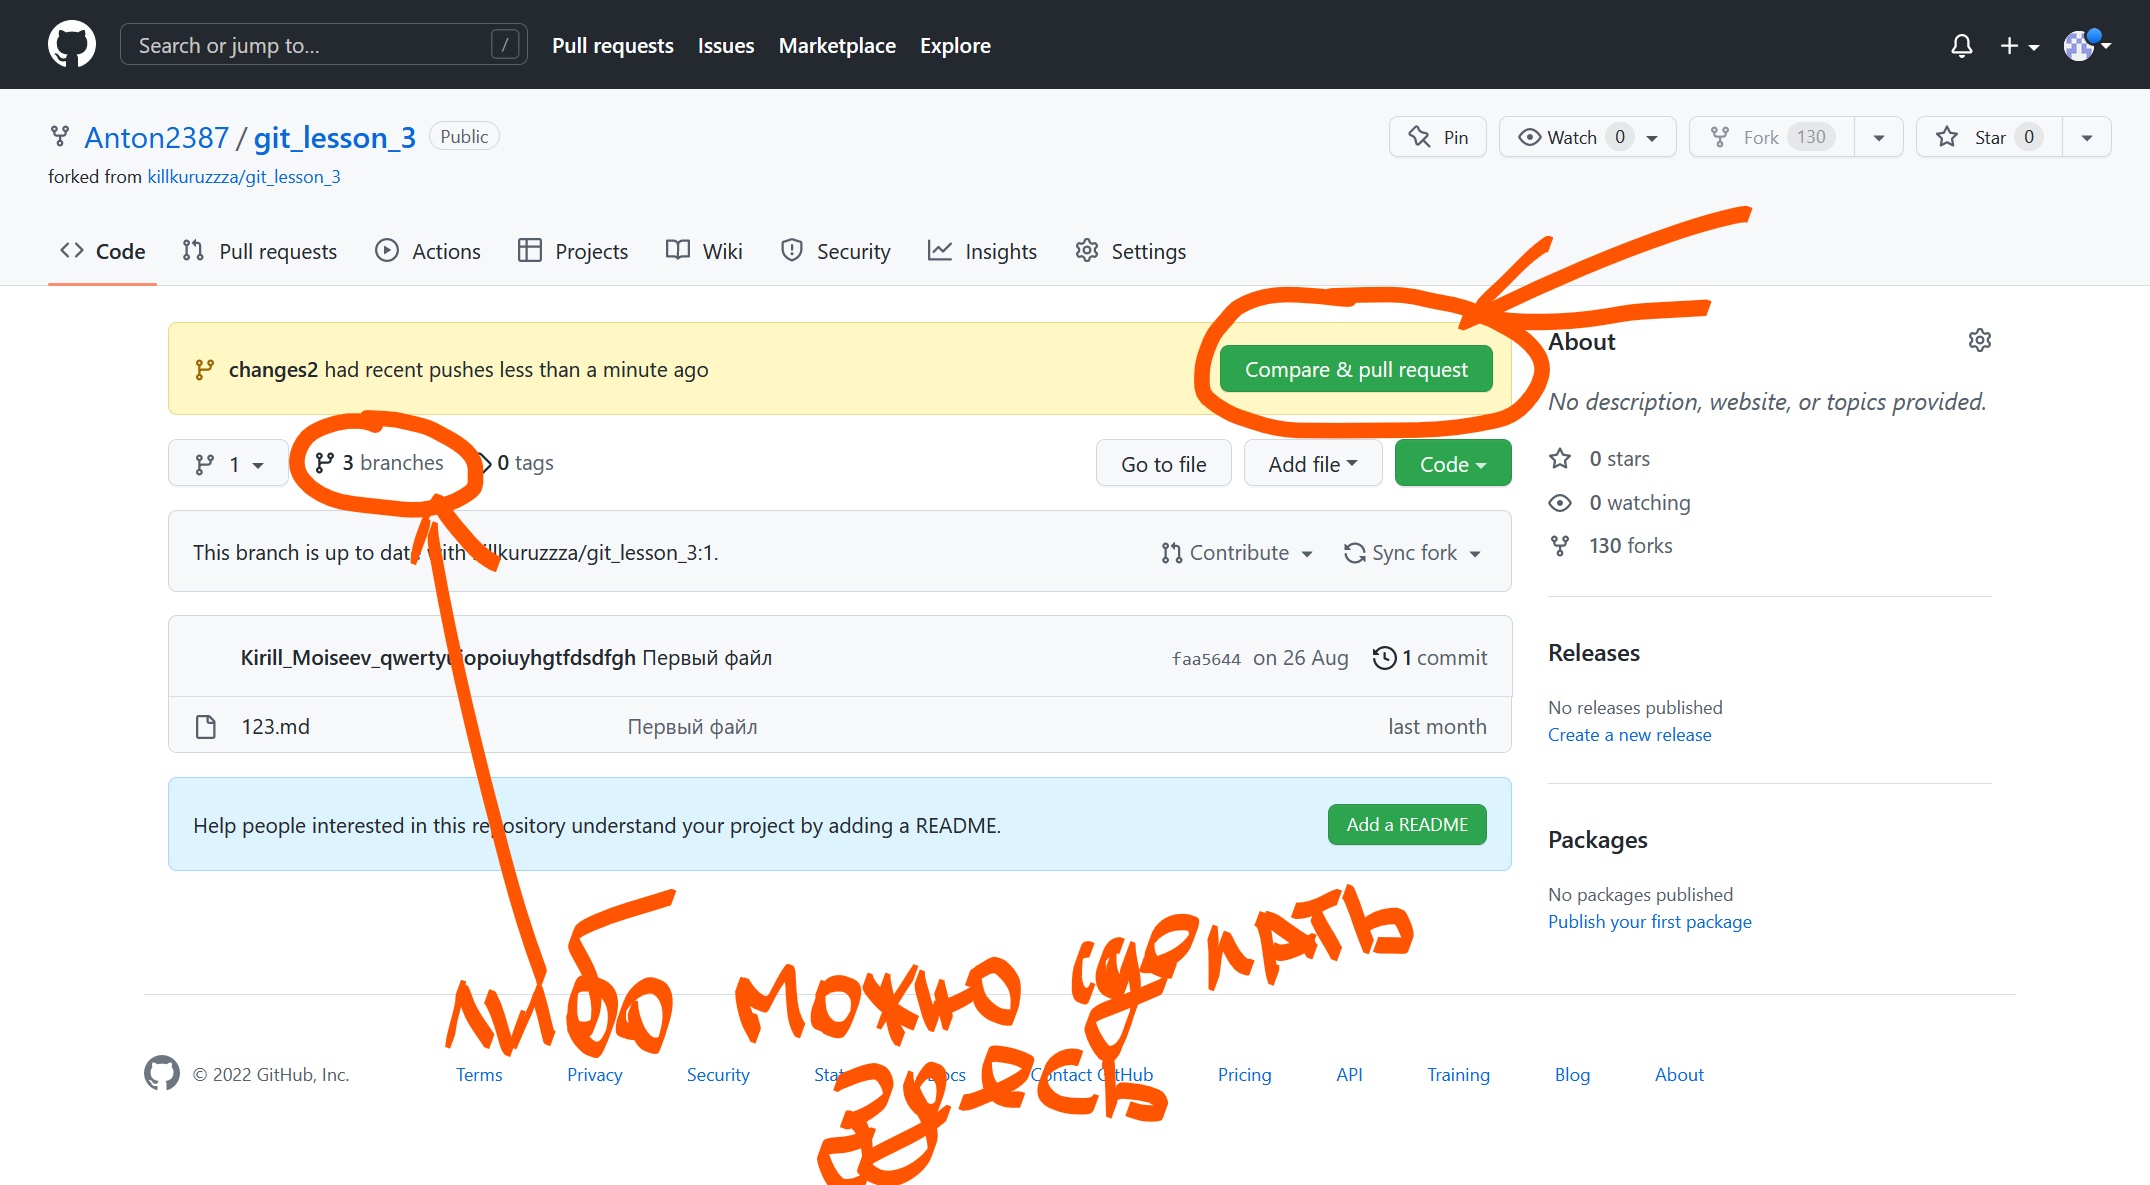 Search or jump to... /
Pull requests Issues Marketplace Explore
Anton2387 / git_lesson_3 Public
forked from killkuruzzza/git_lesson_3
Pin Watch 0 Fork 130 Star 0
Code Pull requests Actions Projects Wiki Security Insights Settings
changes2 had recent pushes less than a minute ago Compare & pull request
1 3 branches 0 tags Go to file Add file Code
This branch is up to date with killkuruzzza/git_lesson_3:1. Contribute Sync fork
Kirill_Moiseev_qwertyuiopoiuyhgtfdsdfgh Первый файл faa5644 on 26 Aug 1 commit
123.md Первый файл last month
Help people interested in this repository understand your project by adding a README. Add a README
About
No description, website, or topics provided.
0 stars
0 watching
130 forks
Releases
No releases published
Create a new release
Packages
No packages published
Publish your first package
либо можно сделать
здесь
© 2022 GitHub, Inc. Terms Privacy Security Docs Contact GitHub Pricing API Training Blog About